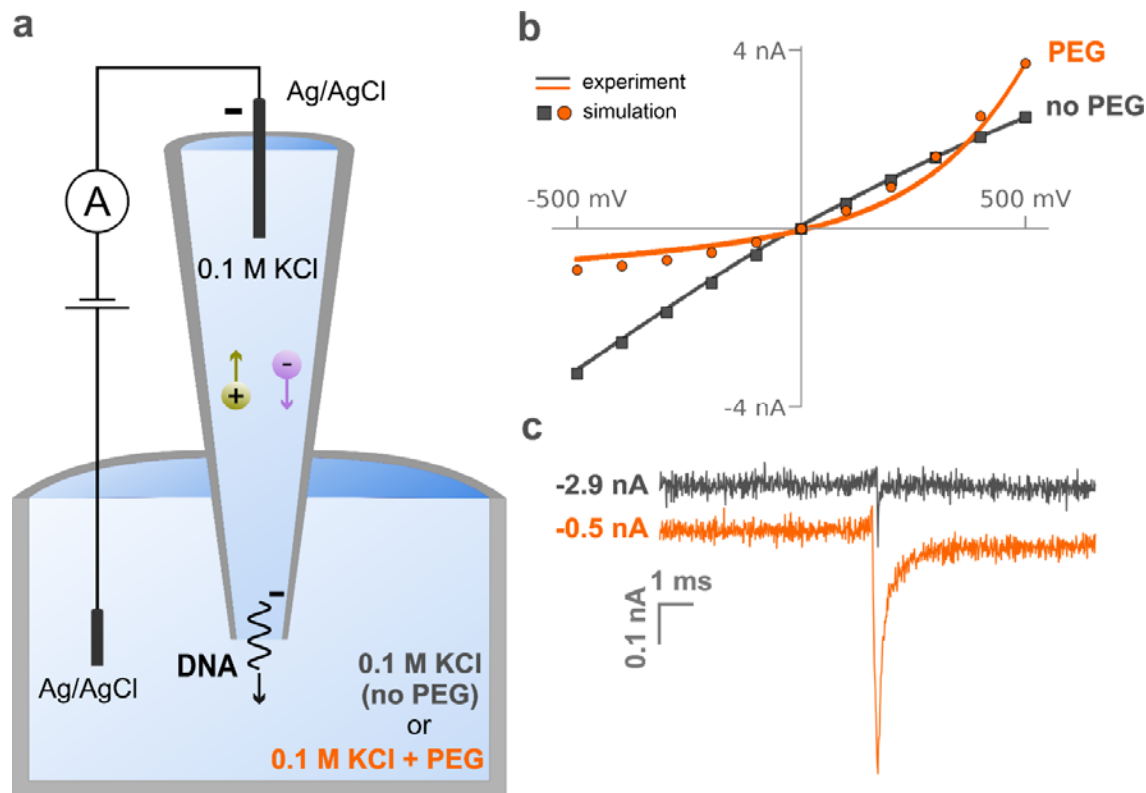 a
Ag/AgCl
-
A
0.1 M KCl
+
-
-
DNA
Ag/AgCl
0.1 M KCl
(no PEG)
or
0.1 M KCl + PEG
b
4 nA
PEG
experiment
simulation
no PEG
-500 mV
500 mV
-4 nA
c
-2.9 nA
-0.5 nA
1 ms
0.1 nA